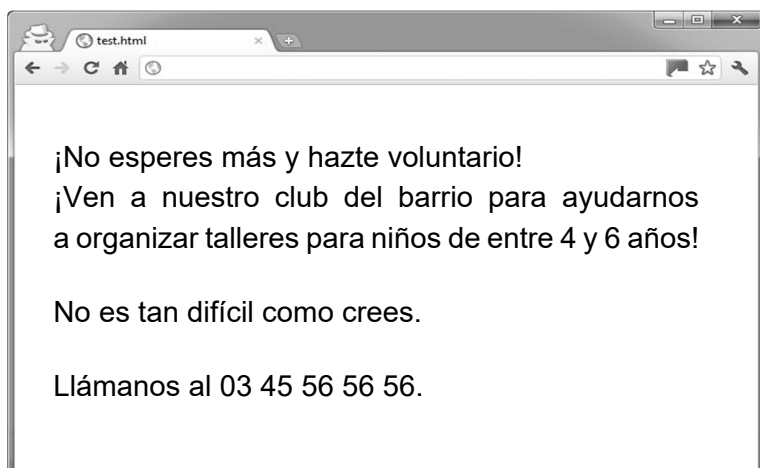 test.html
¡No esperes más y hazte voluntario!
¡Ven a nuestro club del barrio para ayudarnos
a organizar talleres para niños de entre 4 y 6 años!
No es tan difícil como crees.
Llámanos al 03 45 56 56 56.